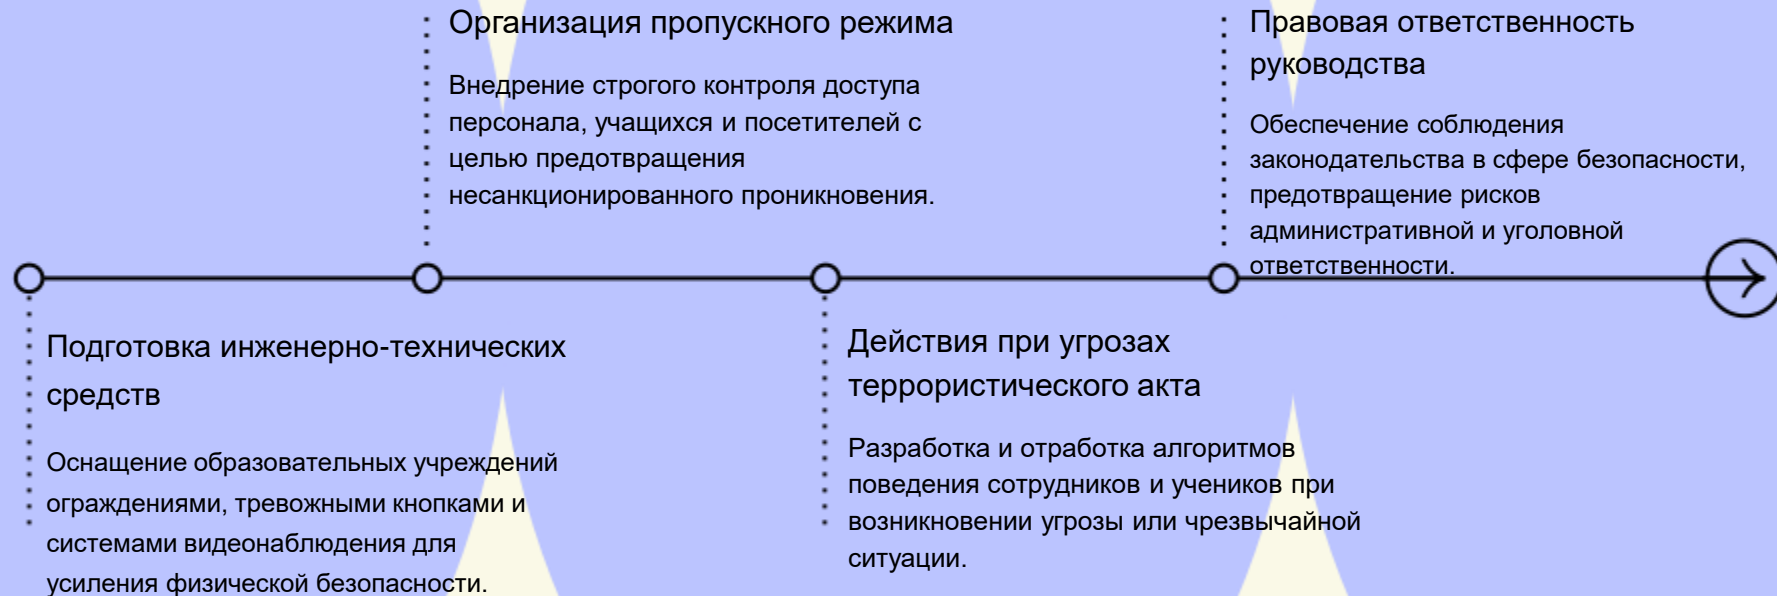 Организация пропускного режима
Внедрение строгого контроля доступа
персонала, учащихся и посетителей с
целью предотвращения
несанкционированного проникновения.
Правовая ответственность
руководства
Обеспечение соблюдения
законодательства в сфере безопасности,
предотвращение рисков
административной и уголовной
ответственности.
Подготовка инженерно-технических
средств
Оснащение образовательных учреждений
ограждениями, тревожными кнопками и
системами видеонаблюдения для
усиления физической безопасности.
Действия при угрозах
террористического акта
Разработка и отработка алгоритмов
поведения сотрудников и учеников при
возникновении угрозы или чрезвычайной
ситуации.